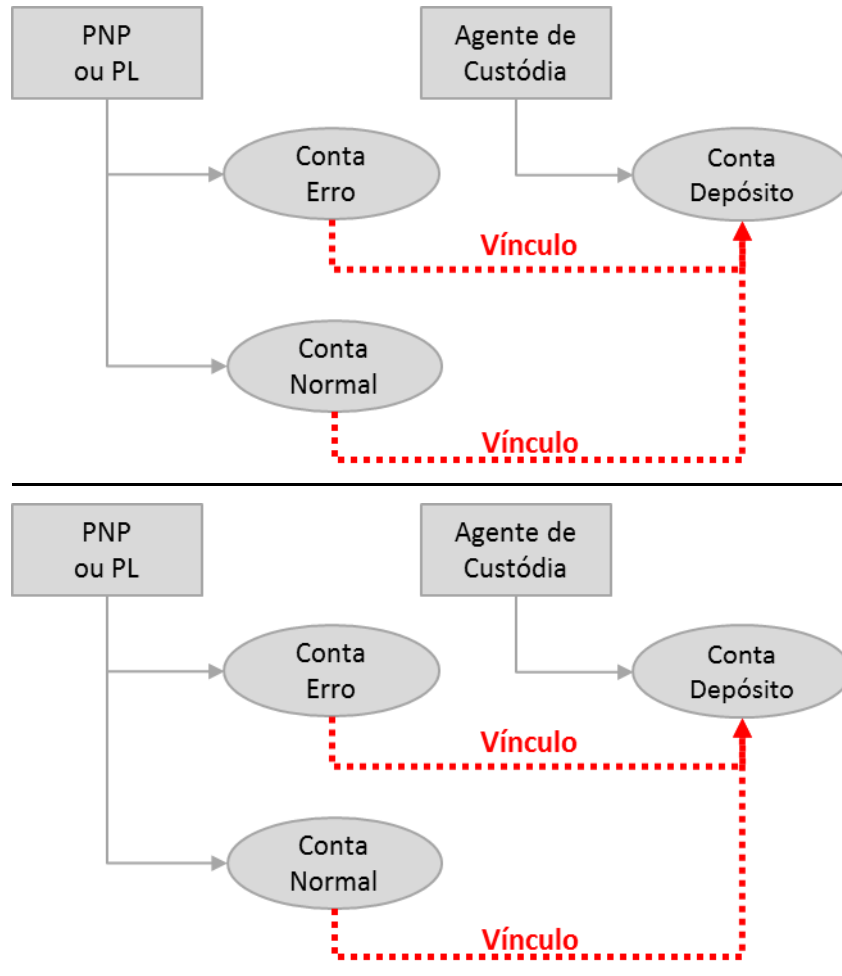 PNP
ou PL
Agente de
Custódia
Conta
Erro
Conta
Depósito
Vínculo
Conta
Normal
Vínculo
PNP
ou PL
Agente de
Custódia
Conta
Erro
Conta
Depósito
Vínculo
Conta
Normal
Vínculo